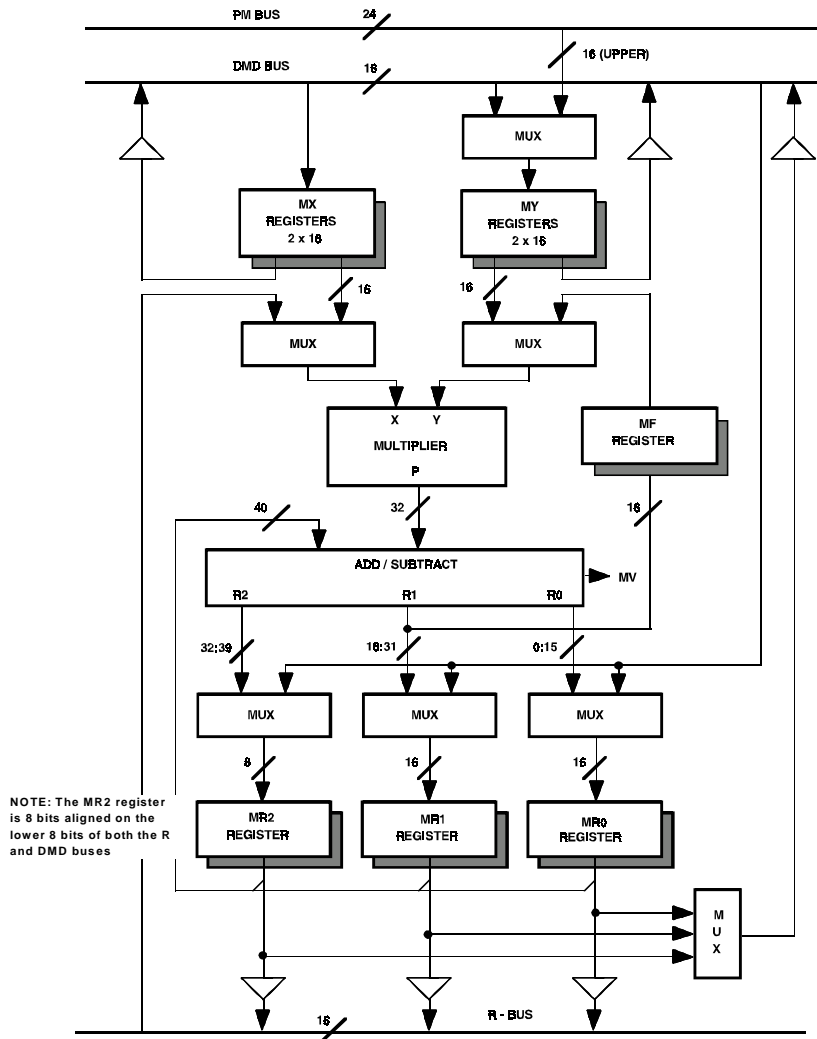 PM BUS
24
16 (UPPER)
DMD BUS
16
MUX
MX
REGISTERS
2 x 16
MY
REGISTERS
2 x 16
16
16
MUX
MUX
X Y
MULTIPLIER
P
MF
REGISTER
40
32
16
ADD / SUBTRACT
MV
R2 R1 R0
32:39
16:31
0:15
MUX
MUX
MUX
8
16
16
NOTE: The MR2 register
is 8 bits aligned on the
lower 8 bits of both the R
and DMD buses
MR2
REGISTER
MR1
REGISTER
MR0
REGISTER
M
U
X
16
R - BUS